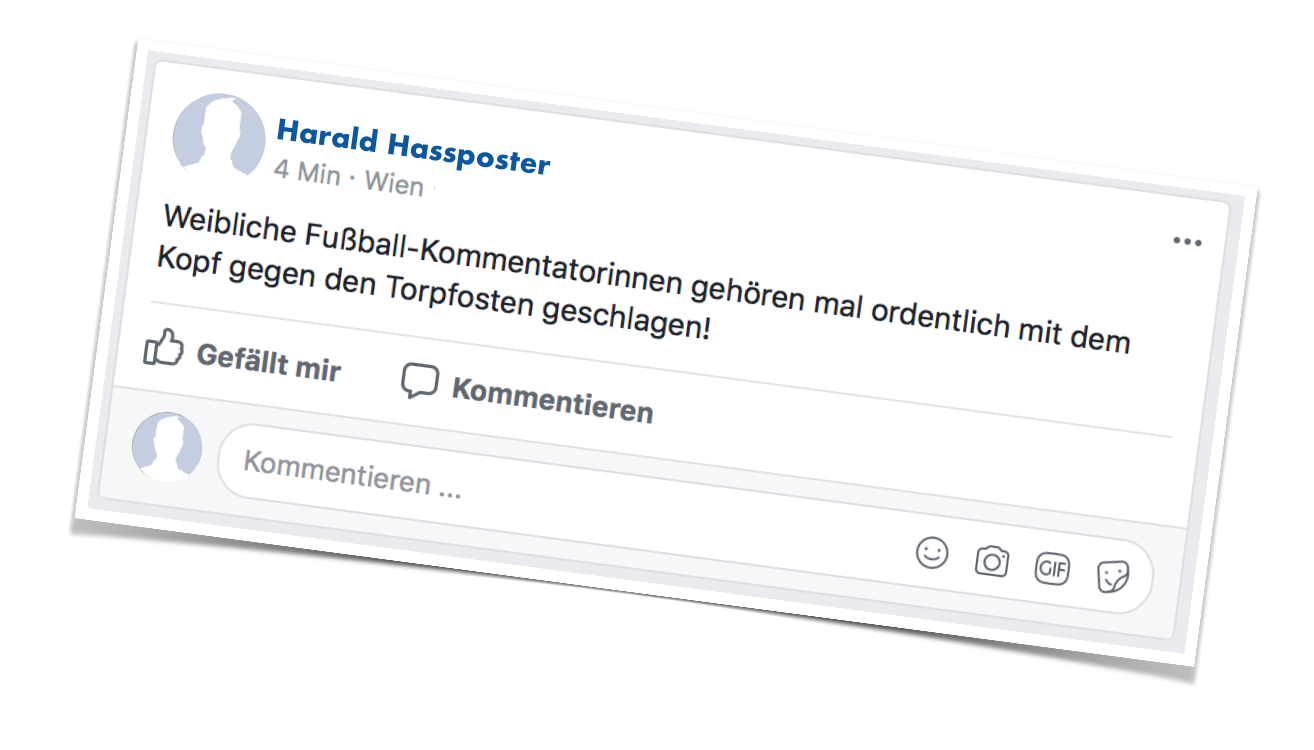 Harald Hassposter
4 Min · Wien
Weibliche Fußball-Kommentatorinnen gehören mal ordentlich mit dem
Kopf gegen den Torpfosten geschlagen!
Gefällt mir
Kommentieren
Kommentieren ...
GIF